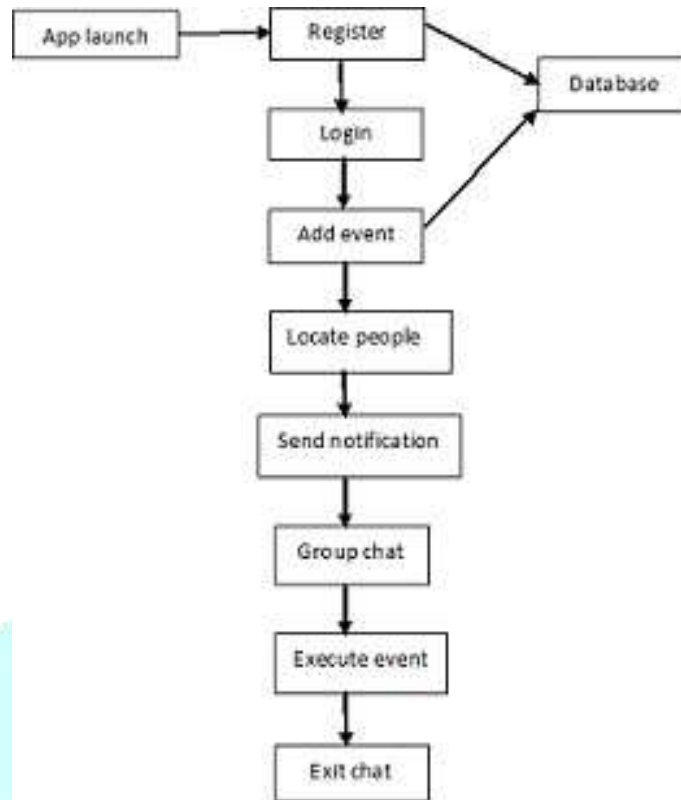 App launch
Register
Database
Login
Add event
Locate people
Send notification
Group chat
Execute event
Exit chat